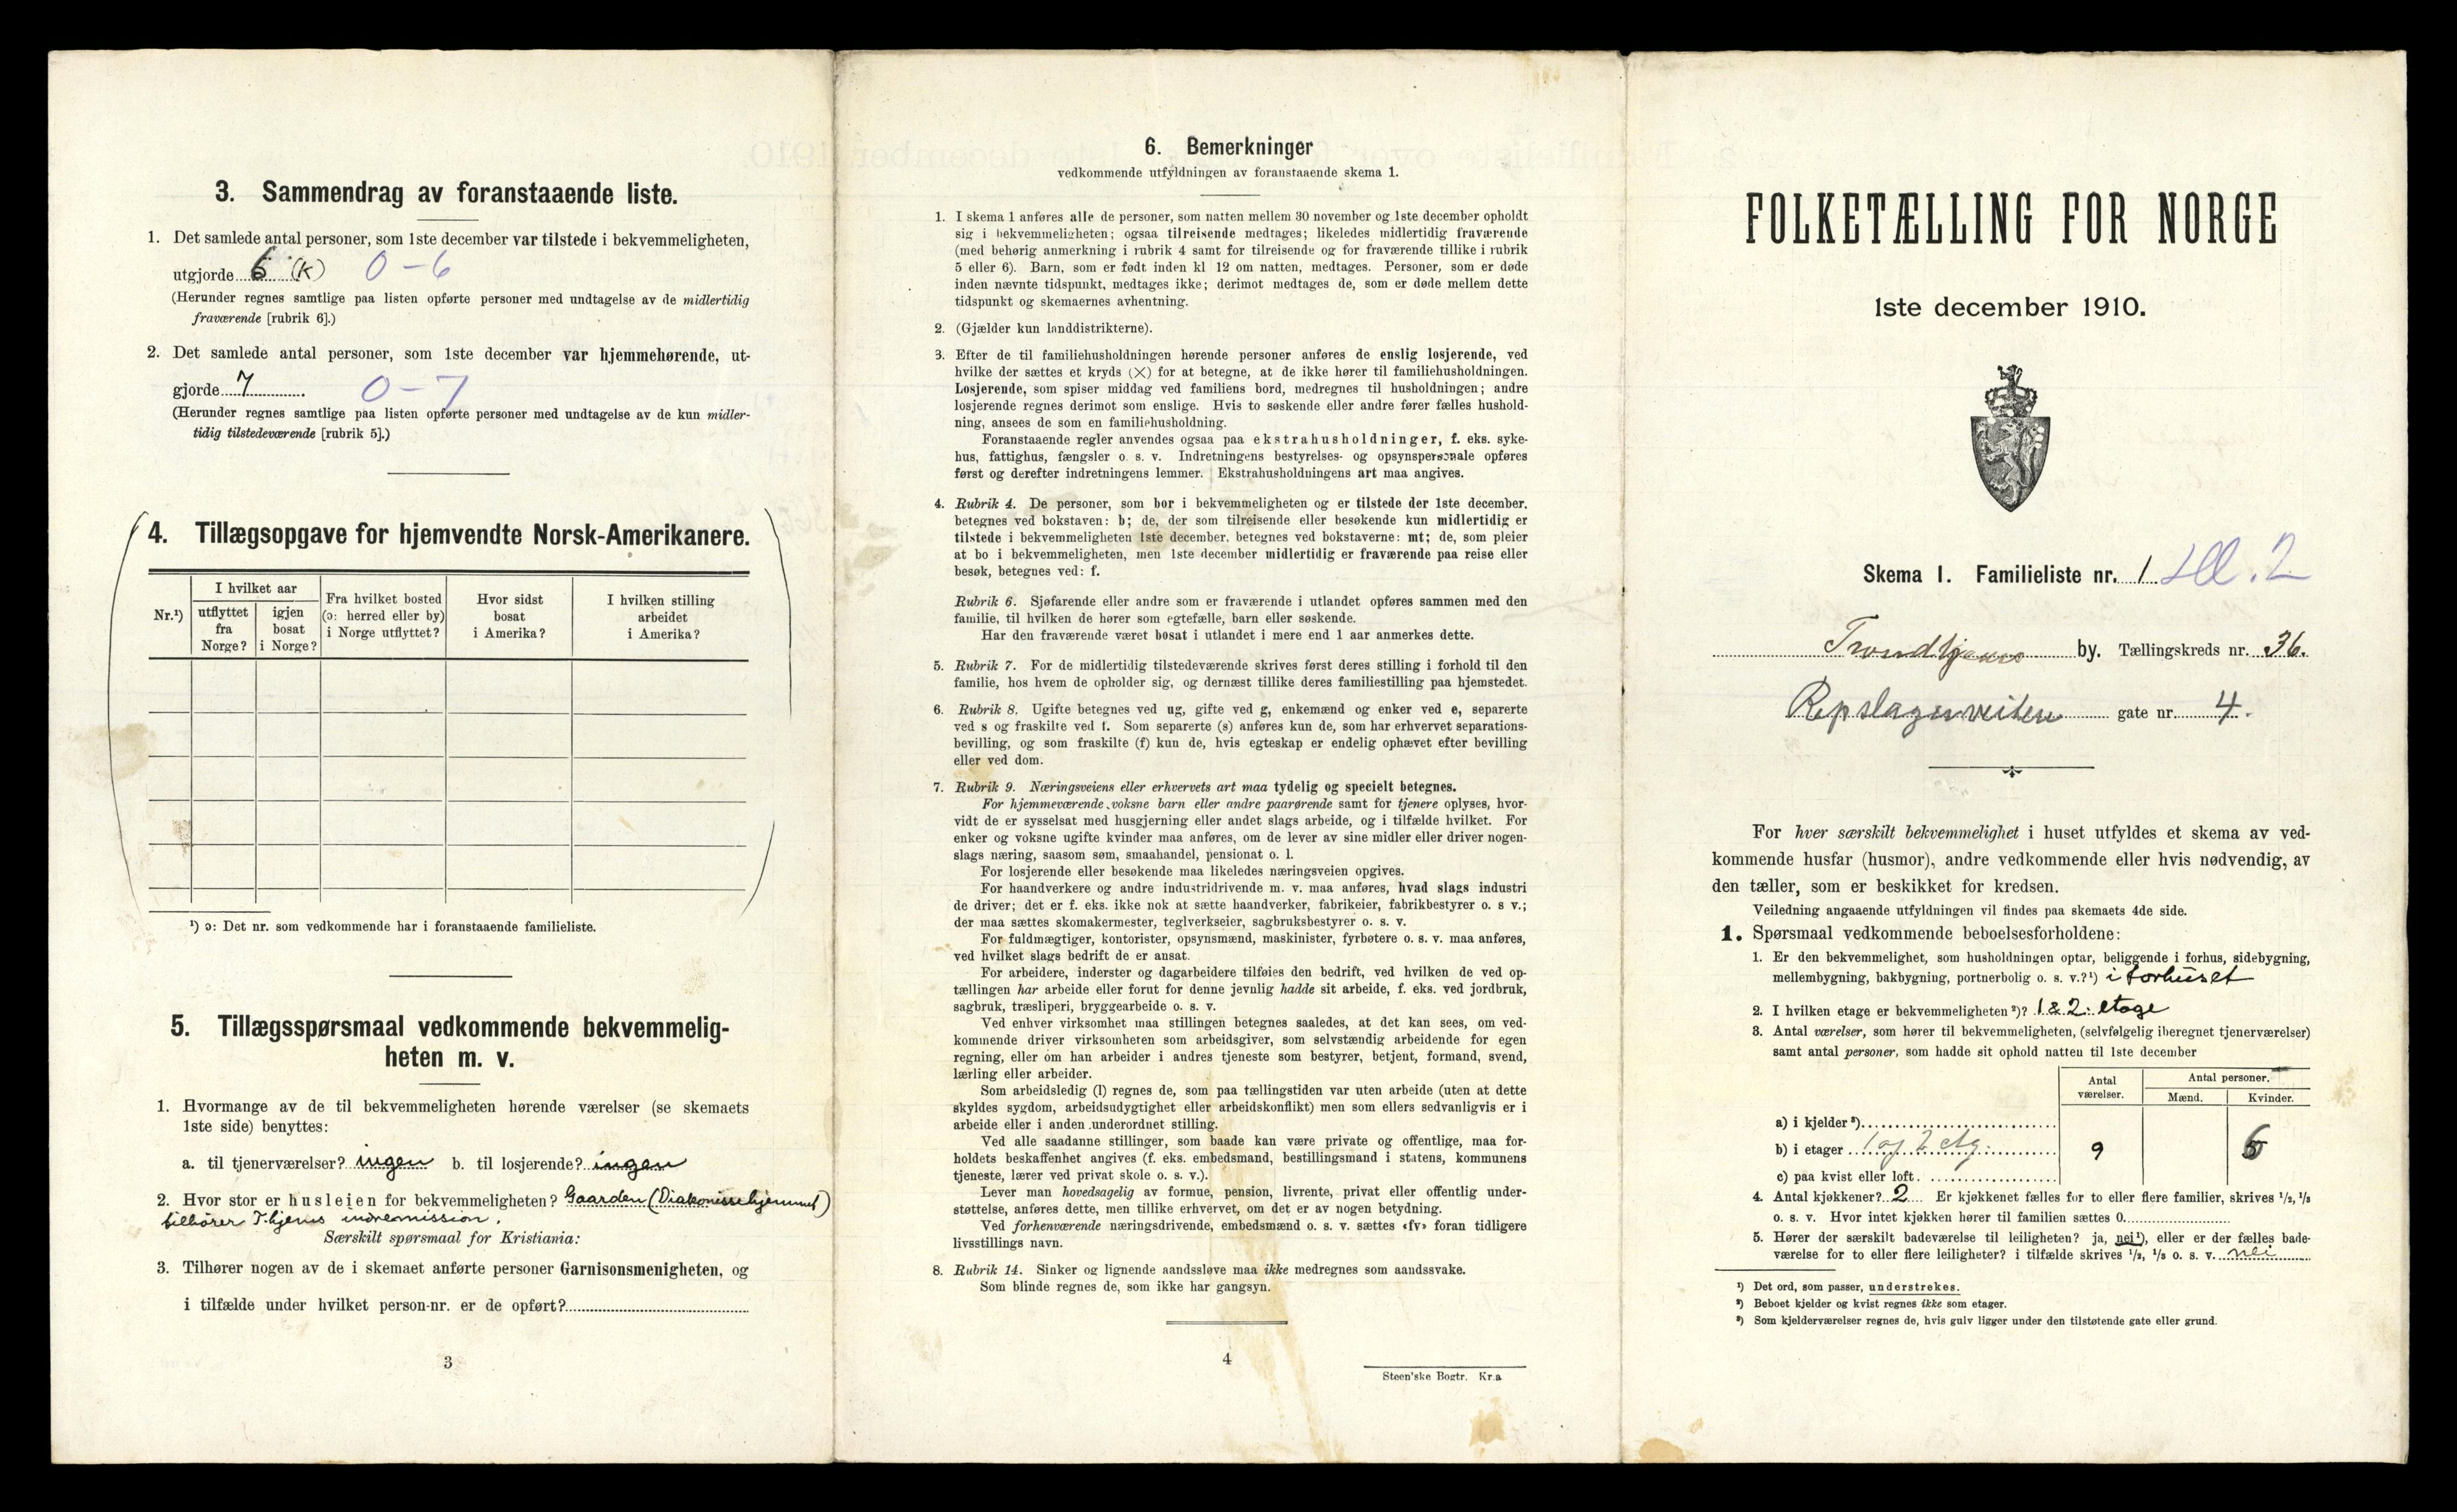 3. Sammendrag av foranstaaende liste.
1. Det samlede antal personer, som 1ste december var tilstede i bekvemmeligheten,
utgjorde 6 (K) 0-6
(Herunder regnes samtlige paa listen opførte personer med undtagelse av de midlertidig
fraværende [rubrik 6].)
2. Det samlede antal personer, som 1ste december var hjemmehørende, ut-
gjorde 7. 0-7
(Herunder regnes samtlige paa listen opførte personer med undtagelse av de kun midler-
tidig tilstedeværende [rubrik 5].)
4. Tillægsopgave for hjemvendte Norsk-Amerikanere.
Nr.¹)
I hvilket aar
utflyttet
fra
Norge?
igjen
bosat
i Norge?
Fra hvilket bosted
(ɔ: herred eller by)
i Norge utflyttet?
Hvor sidst
bosat
i Amerika?
I hvilken stilling
arbeidet
i Amerika?
¹) ɔ: Det nr. som vedkommende har i foranstaaende familieliste.
5. Tillægsspørsmaal vedkommende bekvemmelig-
heten m. v.
1. Hvormange av de til bekvemmeligheten hørende værelser (se skemaets
1ste side) benyttes:
a. til tjenerværelser? ingen b. til losjerende? ingen
2. Hvor stor er husleien for bekvemmeligheten? Gaarden (Diakonissehjemmet)
tilhører T.hjems indremission.
Særskilt spørsmaal for Kristiania:
3. Tilhører nogen av de i skemaet anførte personer Garnisonsmenigheten, og
i tilfælde under hvilket person-nr. er de opført?
3
6. Bemerkninger
vedkommende utfyldningen av foranstaaende skema 1.
1. I skema 1 anføres alle de personer, som natten mellem 30 november og 1ste december opholdt
sig i bekvemmeligheten; ogsaa tilreisende medtages; likeledes midlertidig fraværende
(med behørig anmerkning i rubrik 4 samt for tilreisende og for fraværende tillike i rubrik
5 eller 6). Barn, som er født inden kl 12 om natten, medtages. Personer, som er døde
inden nævnte tidspunkt, medtages ikke; derimot medtages de, som er døde mellem dette
tidspunkt og skemaernes avhentning.
2. (Gjælder kun landdistrikterne).
3. Efter de til familiehusholdningen hørende personer anføres de enslig losjerende, ved
hvilke der sættes et kryds (×) for at betegne, at de ikke hører til familiehusholdningen.
Losjerende, som spiser middag ved familiens bord, medregnes til husholdningen; andre
losjerende regnes derimot som enslige. Hvis to søskende eller andre fører fælles hushold-
ning, ansees de som en familiehusholdning.
Foranstaaende regler anvendes ogsaa paa ekstrahusholdninger, f. eks. syke-
hus, fattighus, fængsler o. s. v. Indretningens bestyrelses- og opsynspersonale opføres
først og derefter indretningens lemmer. Ekstrahusholdningens art maa angives.
4. Rubrik 4. De personer, som bor i bekvemmeligheten og er tilstede der 1ste december,
betegnes ved bokstaven: b; de, der som tilreisende eller besøkende kun midlertidig er
tilstede i bekvemmeligheten 1ste december, betegnes ved bokstaverne: mt; de, som pleier
at bo i bekvemmeligheten, men 1ste december midlertidig er fraværende paa reise eller
besøk, betegnes ved: f.
Rubrik 6. Sjøfarende eller andre som er fraværende i utlandet opføres sammen med den
familie, til hvilken de hører som egtefælle, barn eller søskende.
Har den fraværende været bosat i utlandet i mere end 1 aar anmerkes dette.
5. Rubrik 7. For de midlertidig tilstedeværende skrives først deres stilling i forhold til den
familie, hos hvem de opholder sig, og dernæst tillike deres familiestilling paa hjemstedet.
6. Rubrik 8. Ugifte betegnes ved ug, gifte ved g, enkemænd og enker ved e, separerte
ved s og fraskilte ved f. Som separerte (s) anføres kun de, som har erhvervet separations-
bevilling, og som fraskilte (f) kun de, hvis egteskap er endelig ophævet efter bevilling
eller ved dom.
7. Rubrik 9. Næringsveiens eller erhvervets art maa tydelig og specielt betegnes.
For hjemmeværende voksne barn eller andre paarørende samt for tjenere oplyses, hvor-
vidt de er sysselsat med husgjerning eller andet slags arbeide, og i tilfælde hvilket. For
enker og voksne ugifte kvinder maa anføres, om de lever av sine midler eller driver nogen-
slags næring, saasom søm, smaahandel, pensionat o. l.
For losjerende eller besøkende maa likeledes næringsveien opgives.
For haandverkere og andre industridrivende m. v. maa anføres, hvad slags industri
de driver; det er f. eks. ikke nok at sætte haandverker, fabrikeier, fabrikbestyrer o. s v.;
der maa sættes skomakermester, teglverkseier, sagbruksbestyrer o. s. v.
For fuldmægtiger, kontorister, opsynsmænd, maskinister, fyrbøtere o. s. v. maa anføres,
ved hvilket slags bedrift de er ansat.
For arbeidere, inderster og dagarbeidere tilføies den bedrift, ved hvilken de ved op-
tællingen har arbeide eller forut for denne jevnlig hadde sit arbeide, f. eks. ved jordbruk,
sagbruk, træsliperi, bryggearbeide o. s. v.
Ved enhver virksomhet maa stillingen betegnes saaledes, at det kan sees, om ved-
kommende driver virksomheten som arbeidsgiver, som selvstændig arbeidende for egen
regning, eller om han arbeider i andres tjeneste som bestyrer, betjent, formand, svend,
lærling eller arbeider.
Som arbeidsledig (l) regnes de, som paa tællingstiden var uten arbeide (uten at dette
skyldes sygdom, arbeidsudygtighet eller arbeidskonflikt) men som ellers sedvanligvis er i
arbeide eller i anden underordnet stilling.
Ved alle saadanne stillinger, som baade kan være private og offentlige, maa for-
holdets beskaffenhet angives (f. eks. embedsmand, bestillingsmand i statens, kommunens
tjeneste, lærer ved privat skole o. s. v.).
Lever man hovedsagelig av formue, pension, livrente, privat eller offentlig under-
støttelse, anføres dette, men tillike erhvervet, om det er av nogen betydning.
Ved forhenværende næringsdrivende, embedsmænd o. s. v. sættes «fv» foran tidligere
livsstillings navn.
8. Rubrik 14. Sinker og lignende aandssløve maa ikke medregnes som aandssvake.
Som blinde regnes de, som ikke har gangsyn.
4
Steen'ske Bogtr. Kr.a
FOLKETÆLLING FOR NORGE
1ste december 1910.
Skema 1. Familieliste nr. 1
Trondhjems by. Tællingskreds nr. 36.
Repslagerveiten gate nr. 4.
For hver særskilt bekvemmelighet i huset utfyldes et skema av ved-
kommende husfar (husmor), andre vedkommende eller hvis nødvendig, av
den tæller, som er beskikket for kredsen.
Veiledning angaaende utfyldningen vil findes paa skemaets 4de side.
1. Spørsmaal vedkommende beboelsesforholdene:
1. Er den bekvemmelighet, som husholdningen optar, beliggende i forhus, sidebygning,
mellembygning, bakbygning, portnerbolig o. s. v.?¹) i forhuset
2. I hvilken etage er bekvemmeligheten²)? 1 & 2. etage
3. Antal værelser, som hører til bekvemmeligheten, (selvfølgelig iberegnet tjenerværelser)
samt antal personer, som hadde sit ophold natten til 1ste december
Antal
værelser.
Antal personer.
Mænd. Kvinder.
a) i kjelder³)
b) i etager 1 og 2 etg. 9 6
c) paa kvist eller loft
4. Antal kjøkkener? 2 Er kjøkkenet fælles for to eller flere familier, skrives 1/2, 1/3
o. s. v. Hvor intet kjøkken hører til familien sættes 0.
5. Hører der særskilt badeværelse til leiligheten? ja, nei¹), eller er der fælles bade-
værelse for to eller flere leiligheter? i tilfælde skrives 1/2, 1/3 o. s. v. nei
¹) Det ord, som passer, understrekes.
²) Beboet kjelder og kvist regnes ikke som etager.
³) Som kjelderværelser regnes de, hvis gulv ligger under den tilstøtende gate eller grund.